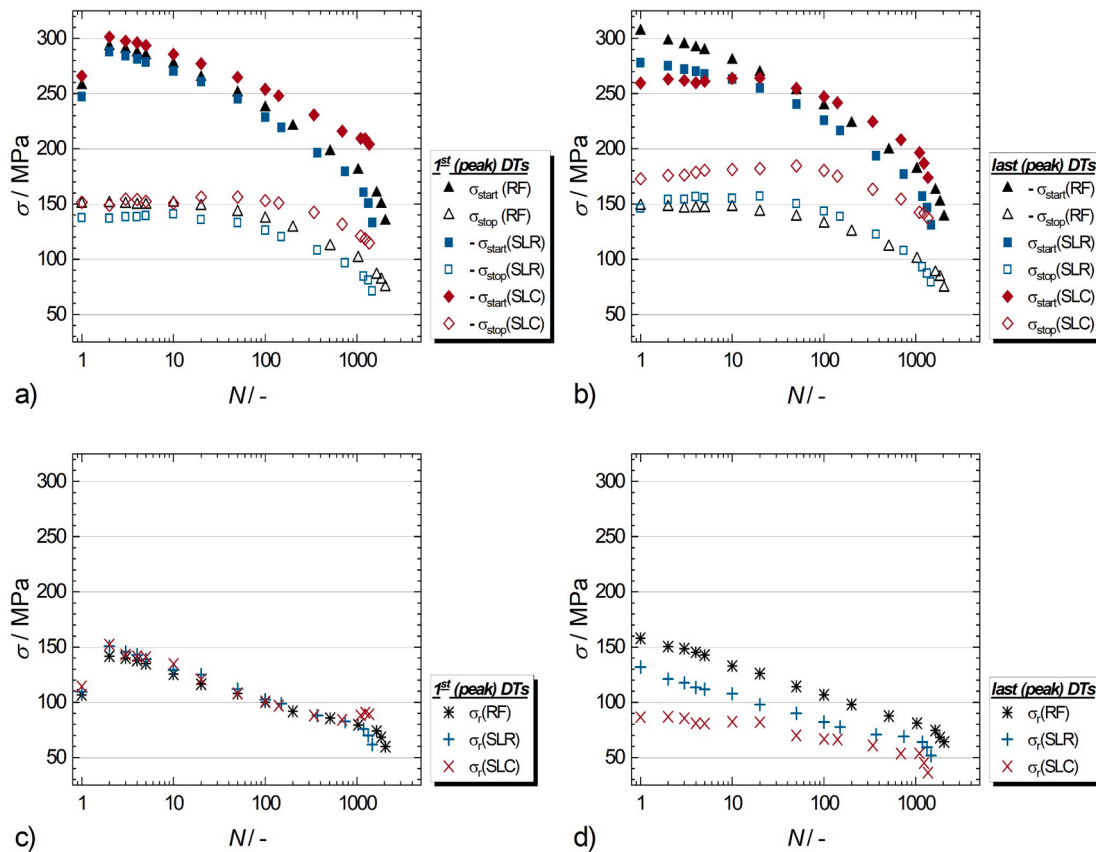 300
250
200
150
100
50
σ / MPa
1
10
100
1000
N / -
a)
1st (peak) DTs
σstart (RF)
σstop (RF)
- σstart(SLR)
- σstop(SLR)
- σstart(SLC)
- σstop(SLC)
300
250
200
150
100
50
σ / MPa
1
10
100
1000
N / -
b)
last (peak) DTs
- σstart(RF)
- σstop(RF)
σstart(SLR)
σstop(SLR)
σstart(SLC)
σstop(SLC)
300
250
200
150
100
50
σ / MPa
1
10
100
1000
N / -
c)
1st (peak) DTs
σr(RF)
σr(SLR)
σr(SLC)
300
250
200
150
100
50
σ / MPa
1
10
100
1000
N / -
d)
last (peak) DTs
σr(RF)
σr(SLR)
σr(SLC)